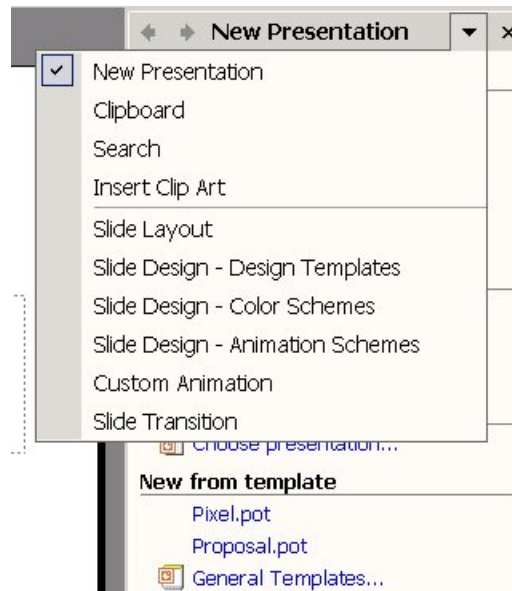 New Presentation
New Presentation
Clipboard
Search
Insert Clip Art
Slide Layout
Slide Design - Design Templates
Slide Design - Color Schemes
Slide Design - Animation Schemes
Custom Animation
Slide Transition
Choose presentation...
New from template
Pixel.pot
Proposal.pot
General Templates...